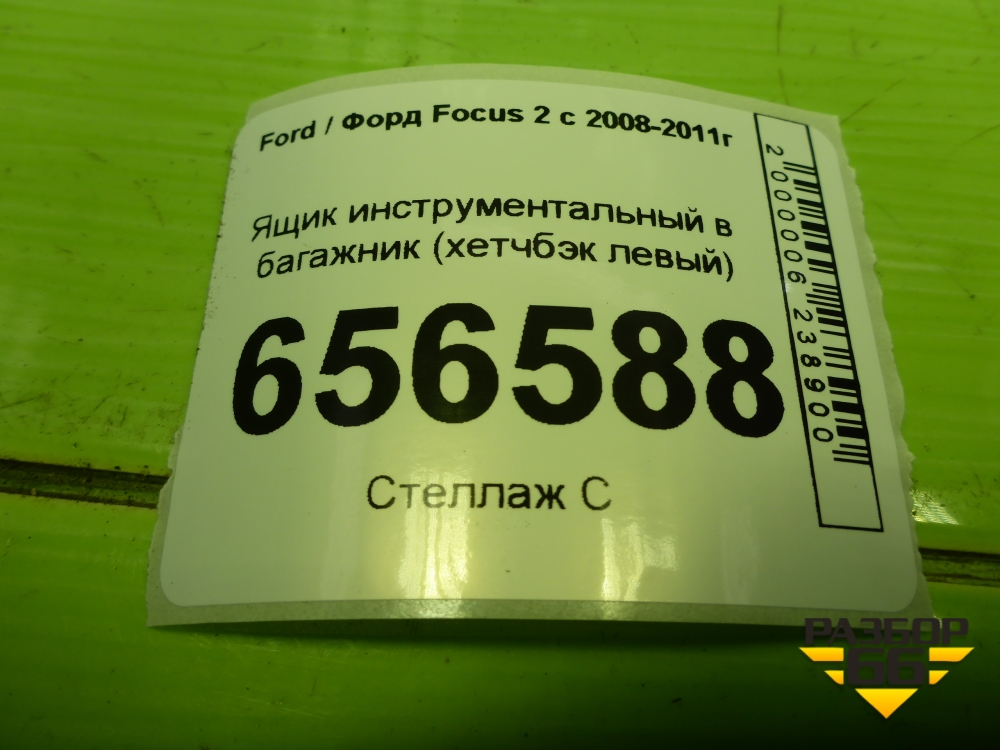 Ford / Форд Focus 2 с 2008-2011г
Ящик инструментальный в
багажник (хетчбэк левый)
656588
Стеллаж С
2000006238900
РАЗБОР
66